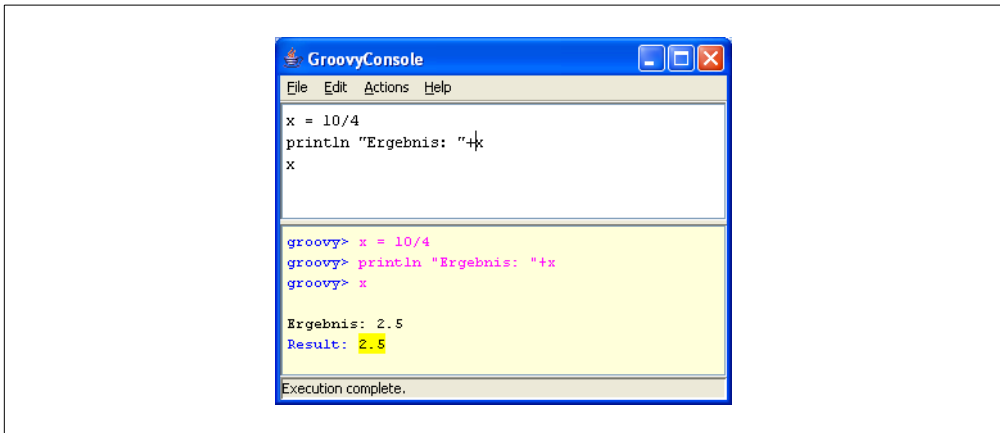 GroovyConsole
File Edit Actions Help
x = 10/4
println "Ergebnis: "+x
x
groovy> x = 10/4
groovy> println "Ergebnis: "+x
groovy> x
Ergebnis: 2.5
Result: 2.5
Execution complete.